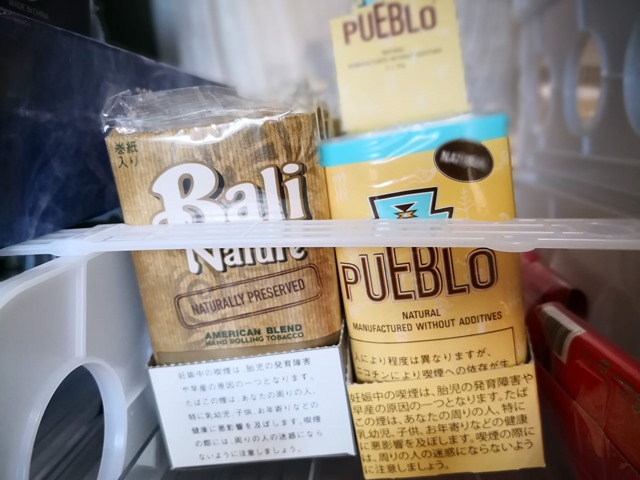 PUEBLO
NATURAL
MANUFACTURED WITHOUT ADDITIVES
巻紙
入り
Bali
Nature
NATURALLY PRESERVED
AMERICAN BLEND
HAND ROLLING TOBACCO
妊娠中の喫煙は、胎児の発育障害
や早産の原因の一つとなります。
たばこの煙は、あなたの周りの人、
特に乳幼児、子供、お年寄りなどの
健康に悪影響を及ぼします。喫煙
の際には、周りの人の迷惑になら
ないように注意しましょう。
NATURAL
PUEBLO
NATURAL
MANUFACTURED WITHOUT ADDITIVES
人により程度は異なりますが、
ニコチンにより喫煙への依存が生
妊娠中の喫煙は、胎児の発育障害や
早産の原因の一つとなります。たば
この煙は、あなたの周りの人、特に
乳幼児、子供、お年寄りなどの健康
に悪影響を及ぼします。喫煙の際に
は、周りの人の迷惑にならないよう
に注意しましょう。